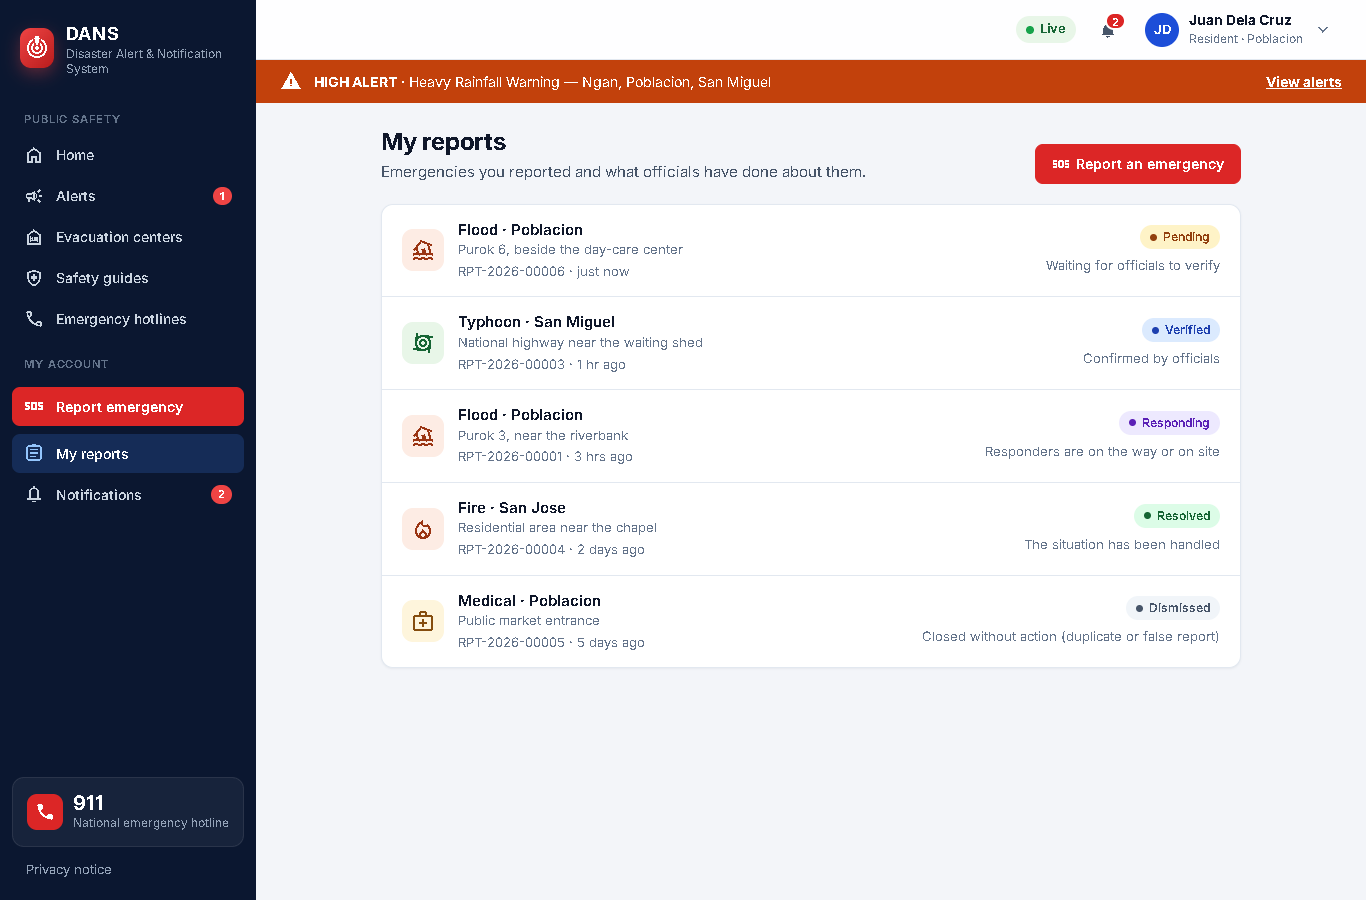 DANS
Disaster Alert & Notification
System
PUBLIC SAFETY
Home
Alerts 1
Evacuation centers
Safety guides
Emergency hotlines
MY ACCOUNT
SOS Report emergency
My reports
Notifications 2
911
National emergency hotline
Privacy notice
Live
2
JD
Juan Dela Cruz
Resident · Poblacion
HIGH ALERT · Heavy Rainfall Warning — Ngan, Poblacion, San Miguel
View alerts
My reports
Emergencies you reported and what officials have done about them.
SOS Report an emergency
Flood · Poblacion
Purok 6, beside the day-care center
RPT-2026-00006 · just now
Pending
Waiting for officials to verify
Typhoon · San Miguel
National highway near the waiting shed
RPT-2026-00003 · 1 hr ago
Verified
Confirmed by officials
Flood · Poblacion
Purok 3, near the riverbank
RPT-2026-00001 · 3 hrs ago
Responding
Responders are on the way or on site
Fire · San Jose
Residential area near the chapel
RPT-2026-00004 · 2 days ago
Resolved
The situation has been handled
Medical · Poblacion
Public market entrance
RPT-2026-00005 · 5 days ago
Dismissed
Closed without action (duplicate or false report)